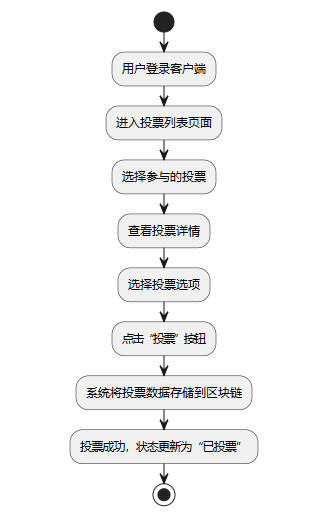 用户登录客户端
进入投票列表页面
选择参与的投票
查看投票详情
选择投票选项
点击“投票”按钮
系统将投票数据存储到区块链
投票成功，状态更新为“已投票”